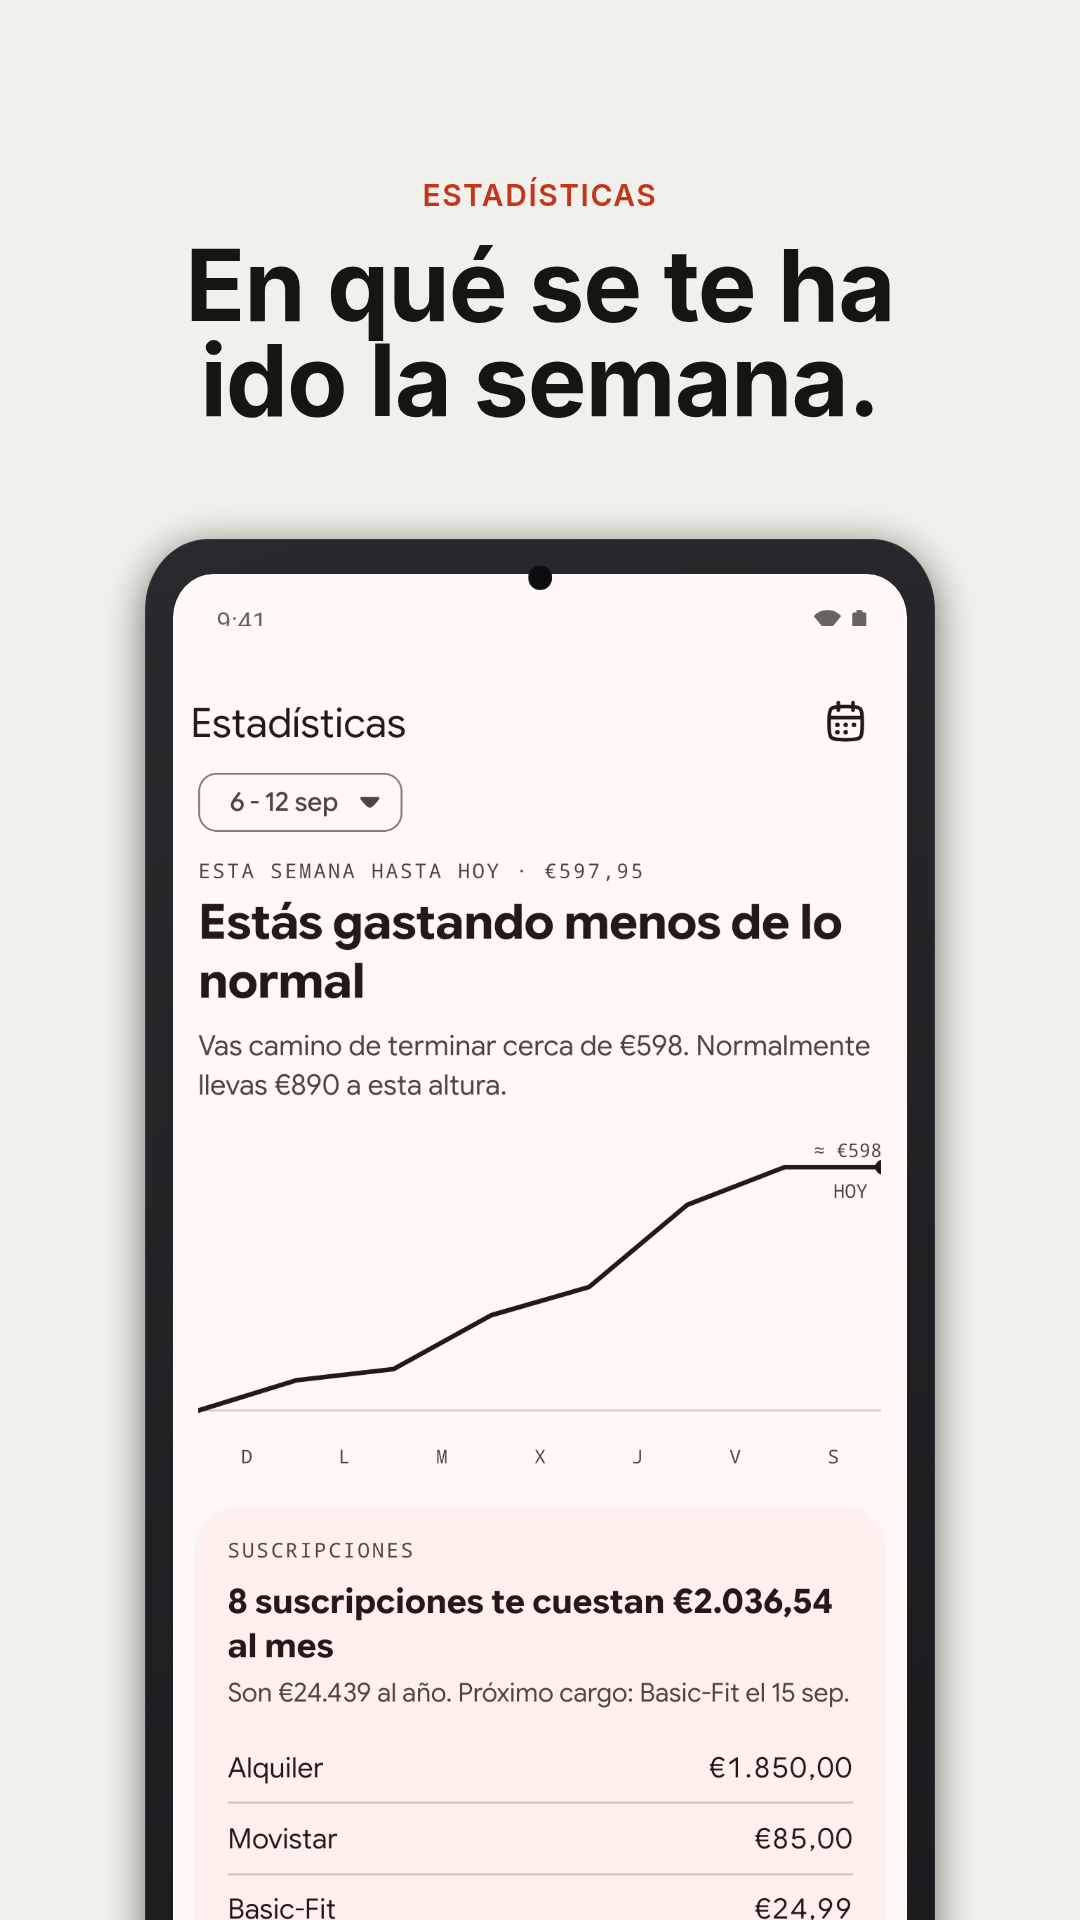 ESTADÍSTICAS
En qué se te ha
ido la semana.
9:41
Estadísticas
6 - 12 sep
ESTA SEMANA HASTA HOY · €597,95
Estás gastando menos de lo
normal
Vas camino de terminar cerca de €598. Normalmente
llevas €890 a esta altura.
≈ €598
HOY
D L M X J V S
SUSCRIPCIONES
8 suscripciones te cuestan €2.036,54
al mes
Son €24.439 al año. Próximo cargo: Basic-Fit el 15 sep.
Alquiler €1.850,00
Movistar €85,00
Basic-Fit €24,99